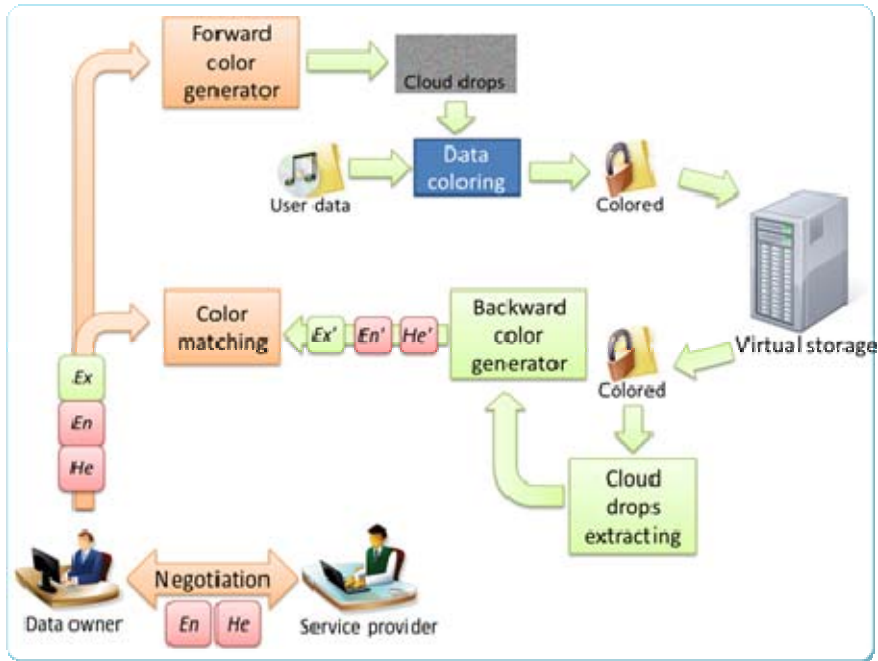 Forward
color
generator
Cloud drops
Data
coloring
User data
Colored
Virtual storage
Color
matching
Ex'
En'
He'
Backward
color
generator
Colored
Ex
En
He
Cloud
drops
extracting
Negotiation
Data owner
En
He
Service provider